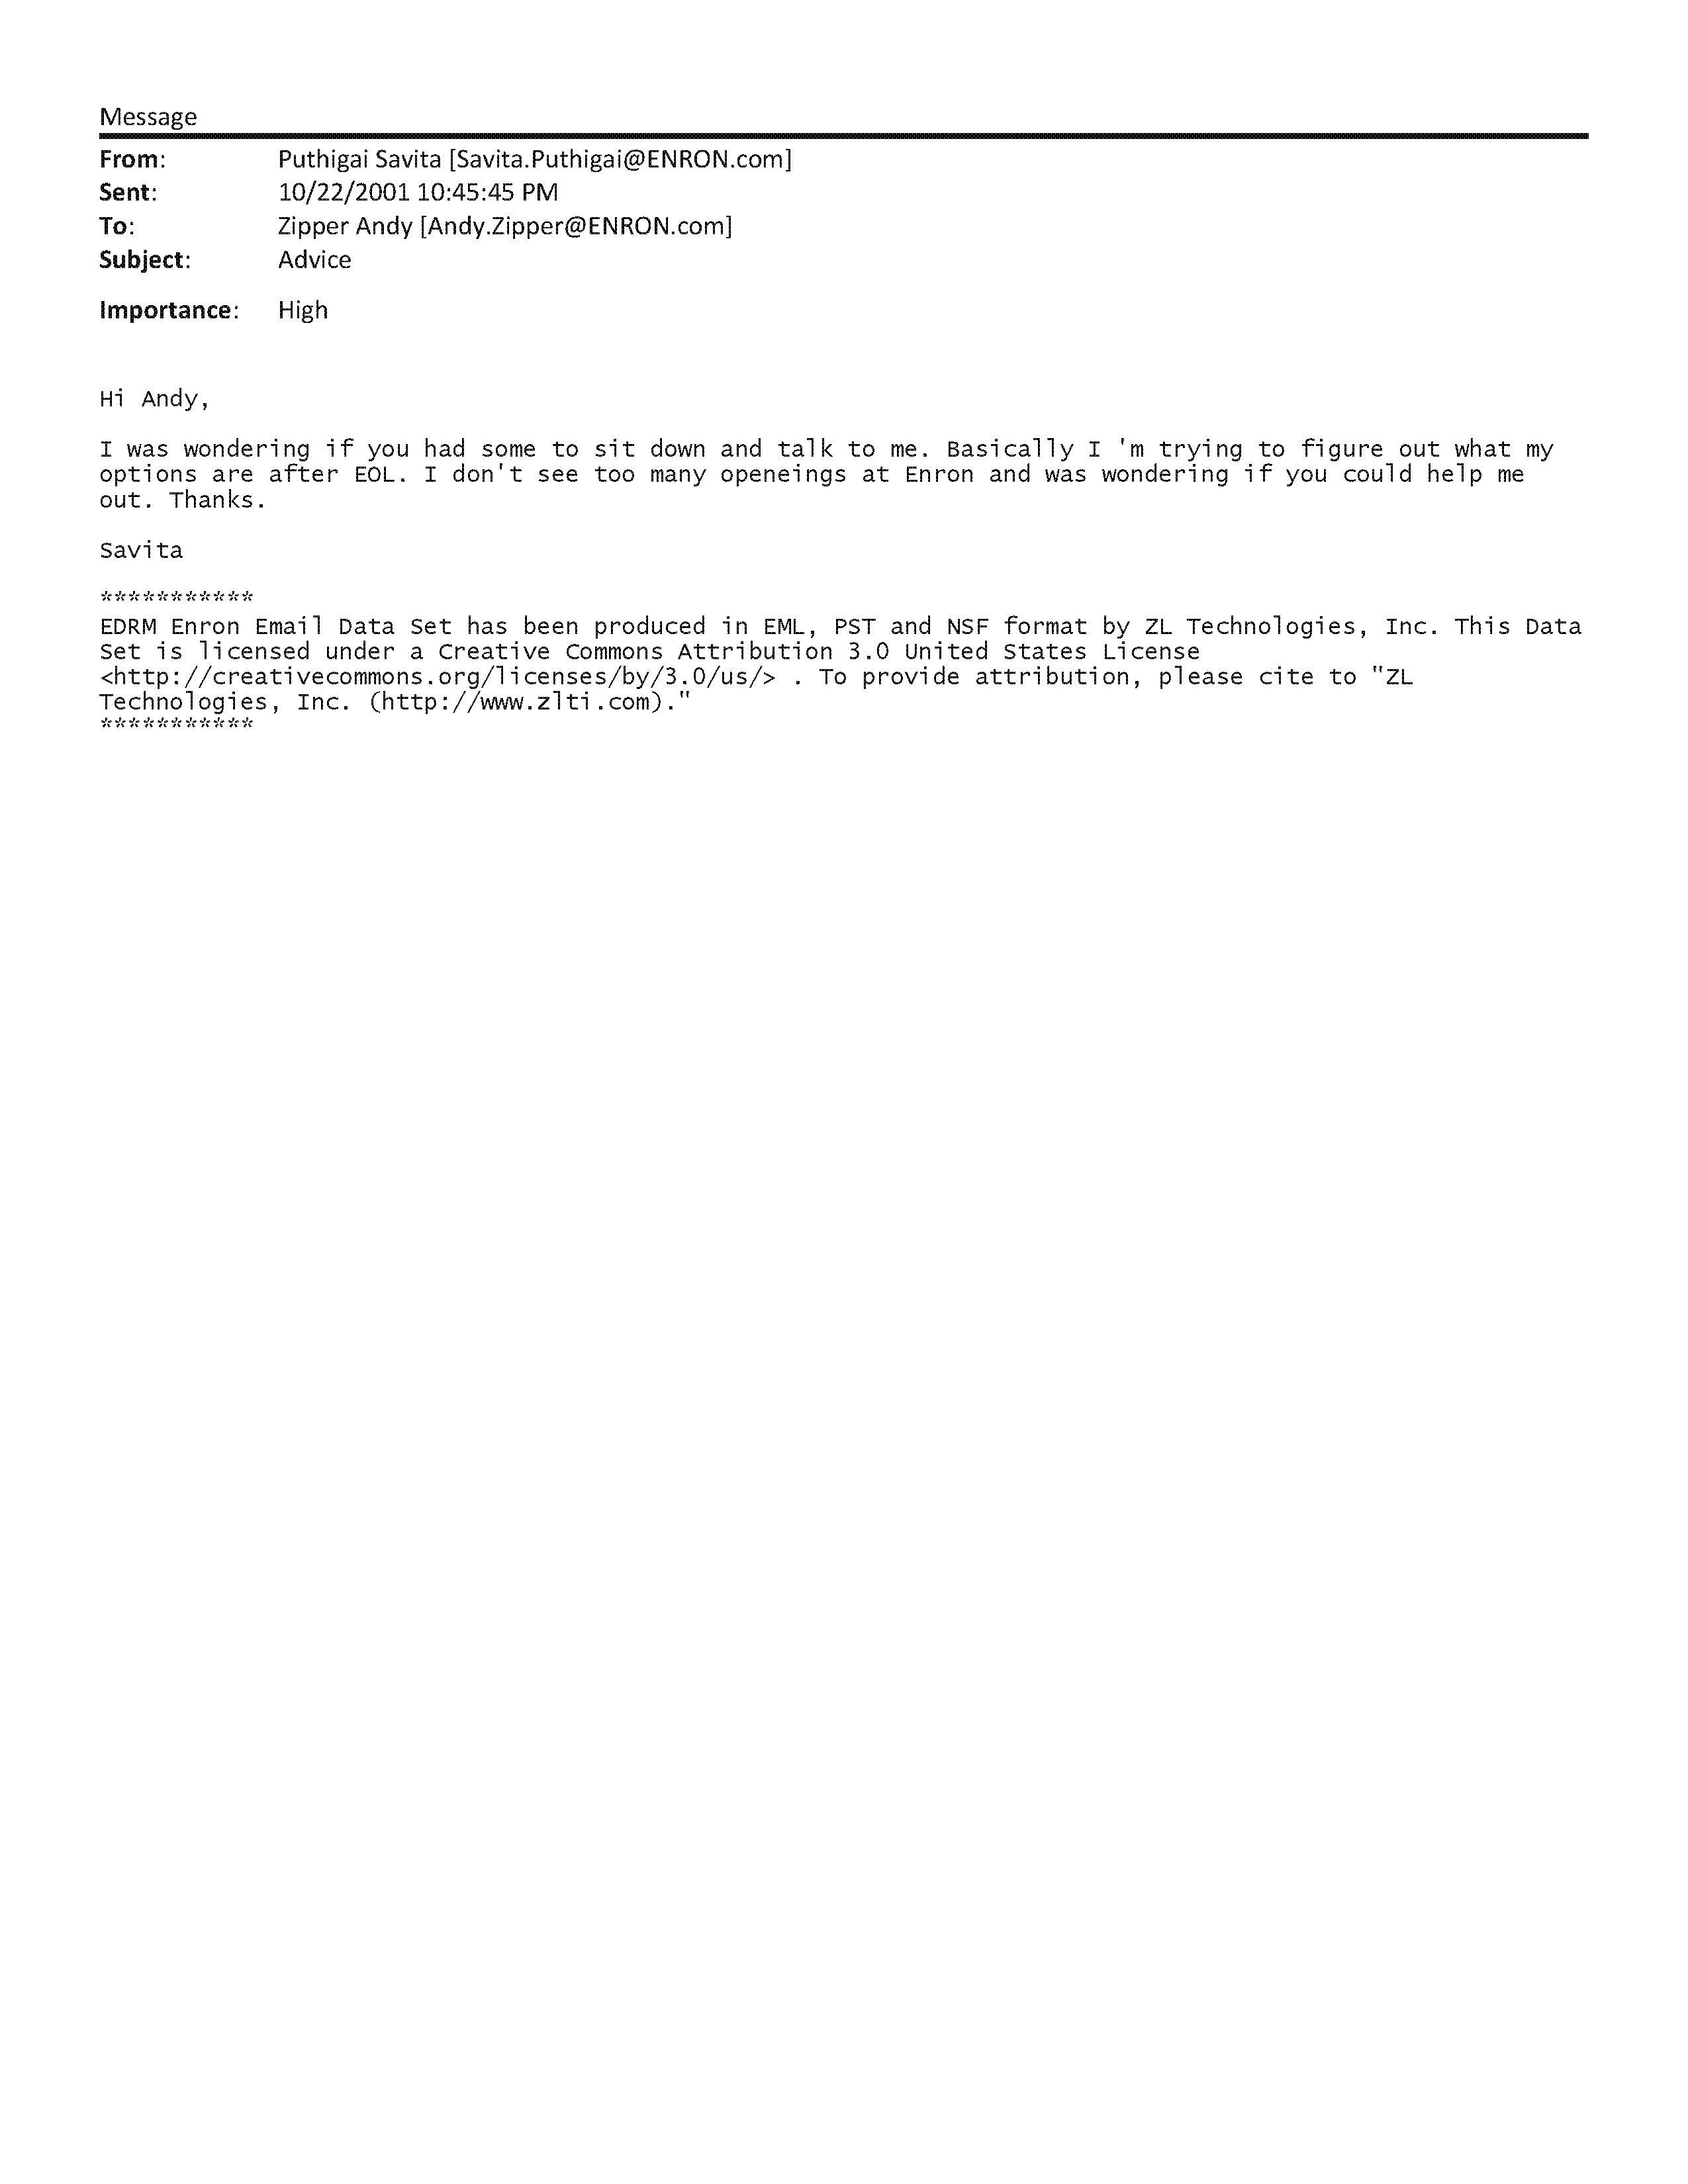 Message
From: Puthigai Savita [Savita.Puthigai@ENRON.com]
Sent: 10/22/2001 10:45:45 PM
To: Zipper Andy [Andy.Zipper@ENRON.com]
Subject: Advice
Importance: High
Hi Andy,
I was wondering if you had some to sit down and talk to me. Basically I 'm trying to figure out what my
options are after EOL. I don't see too many openeings at Enron and was wondering if you could help me
out. Thanks.
Savita
***********
EDRM Enron Email Data Set has been produced in EML, PST and NSF format by ZL Technologies, Inc. This Data
Set is licensed under a Creative Commons Attribution 3.0 United States License
<http://creativecommons.org/licenses/by/3.0/us/> . To provide attribution, please cite to "ZL
Technologies, Inc. (http://www.zlti.com)."
***********